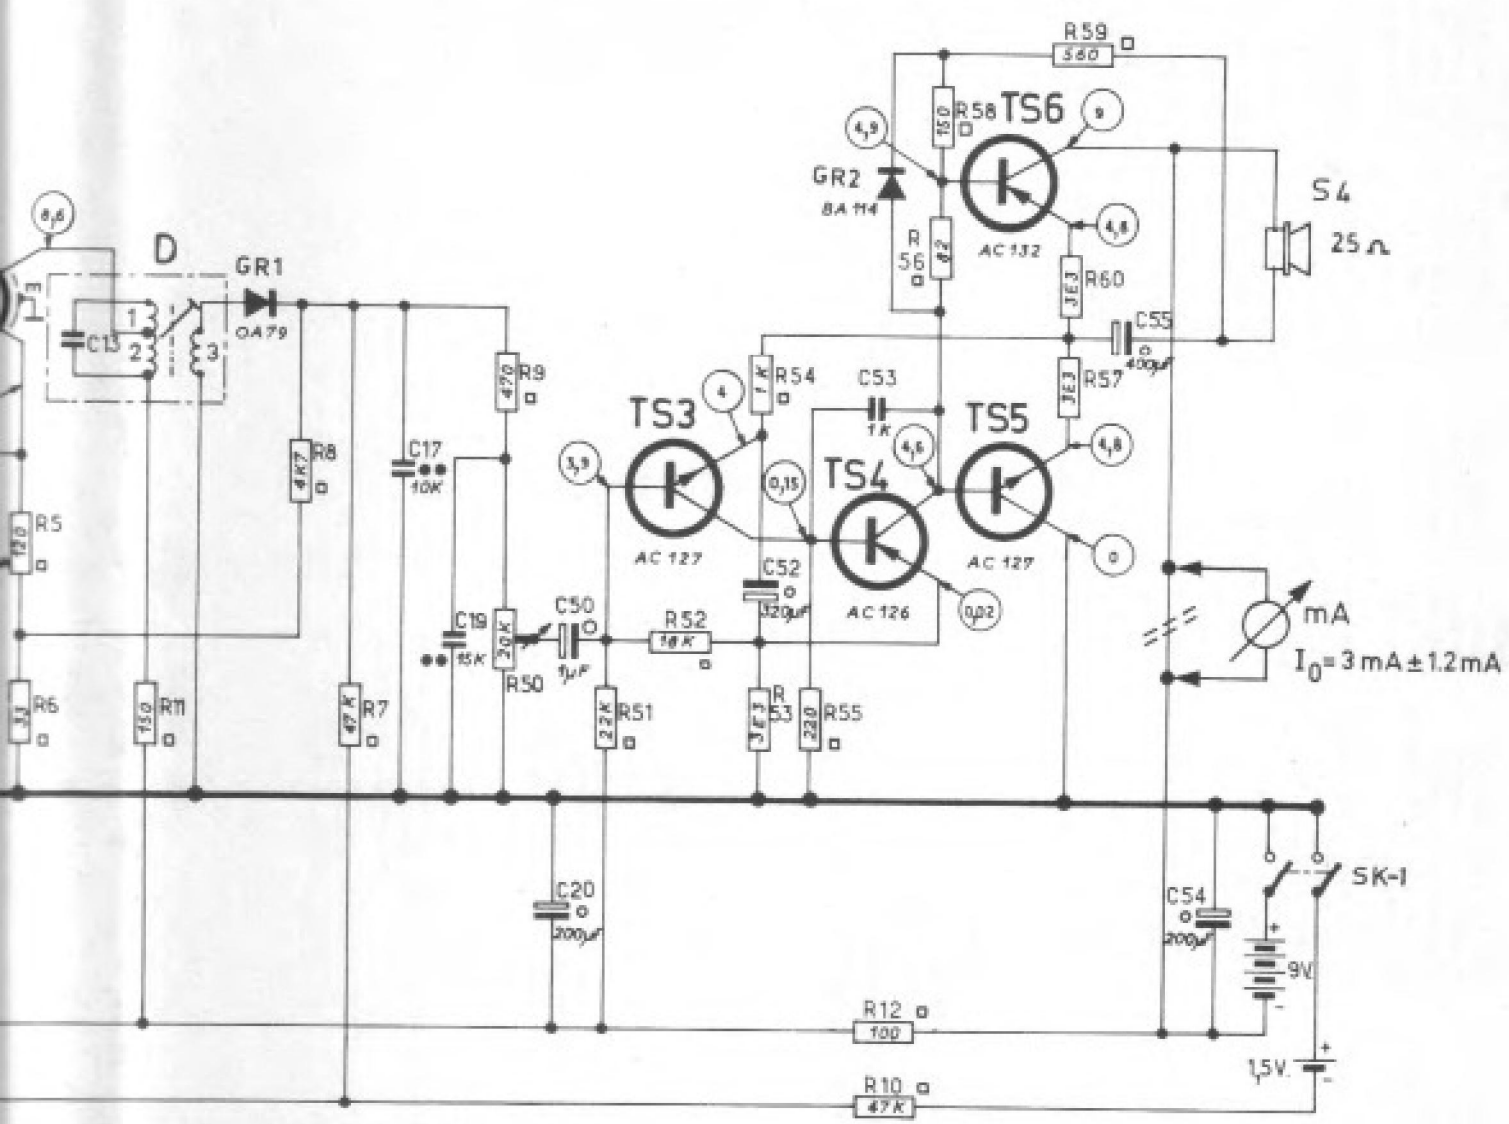 R59
560
TS6
9
150
R58
4,9
GR2
BA 114
S4
25 Ω
4,8
AC 132
R
56
82
8,6
D
GR1
OA79
3E3
R60
C55
400µF
1
2
3
C13
R9
470
1K
R54
C53
1K
3E3
R57
TS3
4
TS5
4,8
R8
4K7
C17
10K
3,9
0,15
TS4
R5
120
AC 127
AC 127
0
C52
320µF
AC 126
0,02
C19
15K
20K
R50
C50
1µF
R52
18K
mA
I0= 3 mA ± 1.2 mA
R6
33
150
R11
47K
R7
22K
R51
R
53
3E3
220
R55
C20
200µF
C54
200µF
SK-1
+
9V.
-
R12
100
1,5V.
+
-
R10
47K